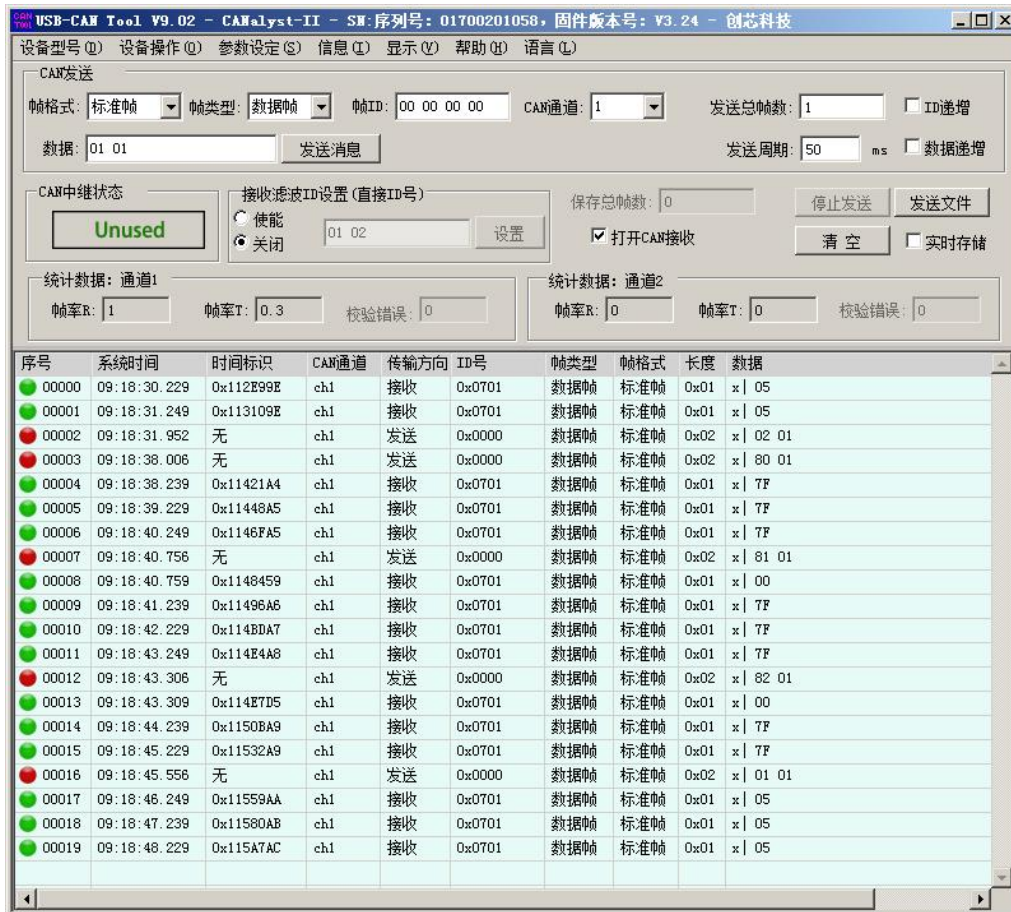 USB-CAN Tool V9.02 - CANalyst-II - SN:序列号: 01700201058, 固件版本号: V3.24 - 创芯科技
设备型号(D) 设备操作(O) 参数设定(S) 信息(I) 显示(V) 帮助(H) 语言(L)
CAN发送
帧格式: 标准帧 帧类型: 数据帧 帧ID: 00 00 00 00 CAN通道: 1 发送总帧数: 1 ID递增
数据: 01 01 发送消息 发送周期: 50 ms 数据递增
CAN中继状态 接收滤波ID设置(直接ID号)
Unused 使能 关闭 01 02 设置
保存总帧数: 0 停止发送 发送文件
打开CAN接收 清空 实时存储
统计数据: 通道1 统计数据: 通道2
帧率R: 1 帧率T: 0.3 校验错误: 0 帧率R: 0 帧率T: 0 校验错误: 0
序号 系统时间 时间标识 CAN通道 传输方向 ID号 帧类型 帧格式 长度 数据
00000 09:18:30.229 0x112E99E ch1 接收 0x0701 数据帧 标准帧 0x01 x| 05
00001 09:18:31.249 0x113109E ch1 接收 0x0701 数据帧 标准帧 0x01 x| 05
00002 09:18:31.952 无 ch1 发送 0x0000 数据帧 标准帧 0x02 x| 02 01
00003 09:18:38.006 无 ch1 发送 0x0000 数据帧 标准帧 0x02 x| 80 01
00004 09:18:38.239 0x11421A4 ch1 接收 0x0701 数据帧 标准帧 0x01 x| 7F
00005 09:18:39.229 0x11448A5 ch1 接收 0x0701 数据帧 标准帧 0x01 x| 7F
00006 09:18:40.249 0x1146FA5 ch1 接收 0x0701 数据帧 标准帧 0x01 x| 7F
00007 09:18:40.756 无 ch1 发送 0x0000 数据帧 标准帧 0x02 x| 81 01
00008 09:18:40.759 0x1148459 ch1 接收 0x0701 数据帧 标准帧 0x01 x| 00
00009 09:18:41.239 0x11496A6 ch1 接收 0x0701 数据帧 标准帧 0x01 x| 7F
00010 09:18:42.229 0x114BDA7 ch1 接收 0x0701 数据帧 标准帧 0x01 x| 7F
00011 09:18:43.249 0x114E4A8 ch1 接收 0x0701 数据帧 标准帧 0x01 x| 7F
00012 09:18:43.306 无 ch1 发送 0x0000 数据帧 标准帧 0x02 x| 82 01
00013 09:18:43.309 0x114E7D5 ch1 接收 0x0701 数据帧 标准帧 0x01 x| 00
00014 09:18:44.239 0x1150BA9 ch1 接收 0x0701 数据帧 标准帧 0x01 x| 7F
00015 09:18:45.229 0x11532A9 ch1 接收 0x0701 数据帧 标准帧 0x01 x| 7F
00016 09:18:45.556 无 ch1 发送 0x0000 数据帧 标准帧 0x02 x| 01 01
00017 09:18:46.249 0x11559AA ch1 接收 0x0701 数据帧 标准帧 0x01 x| 05
00018 09:18:47.239 0x11580AB ch1 接收 0x0701 数据帧 标准帧 0x01 x| 05
00019 09:18:48.229 0x115A7AC ch1 接收 0x0701 数据帧 标准帧 0x01 x| 05